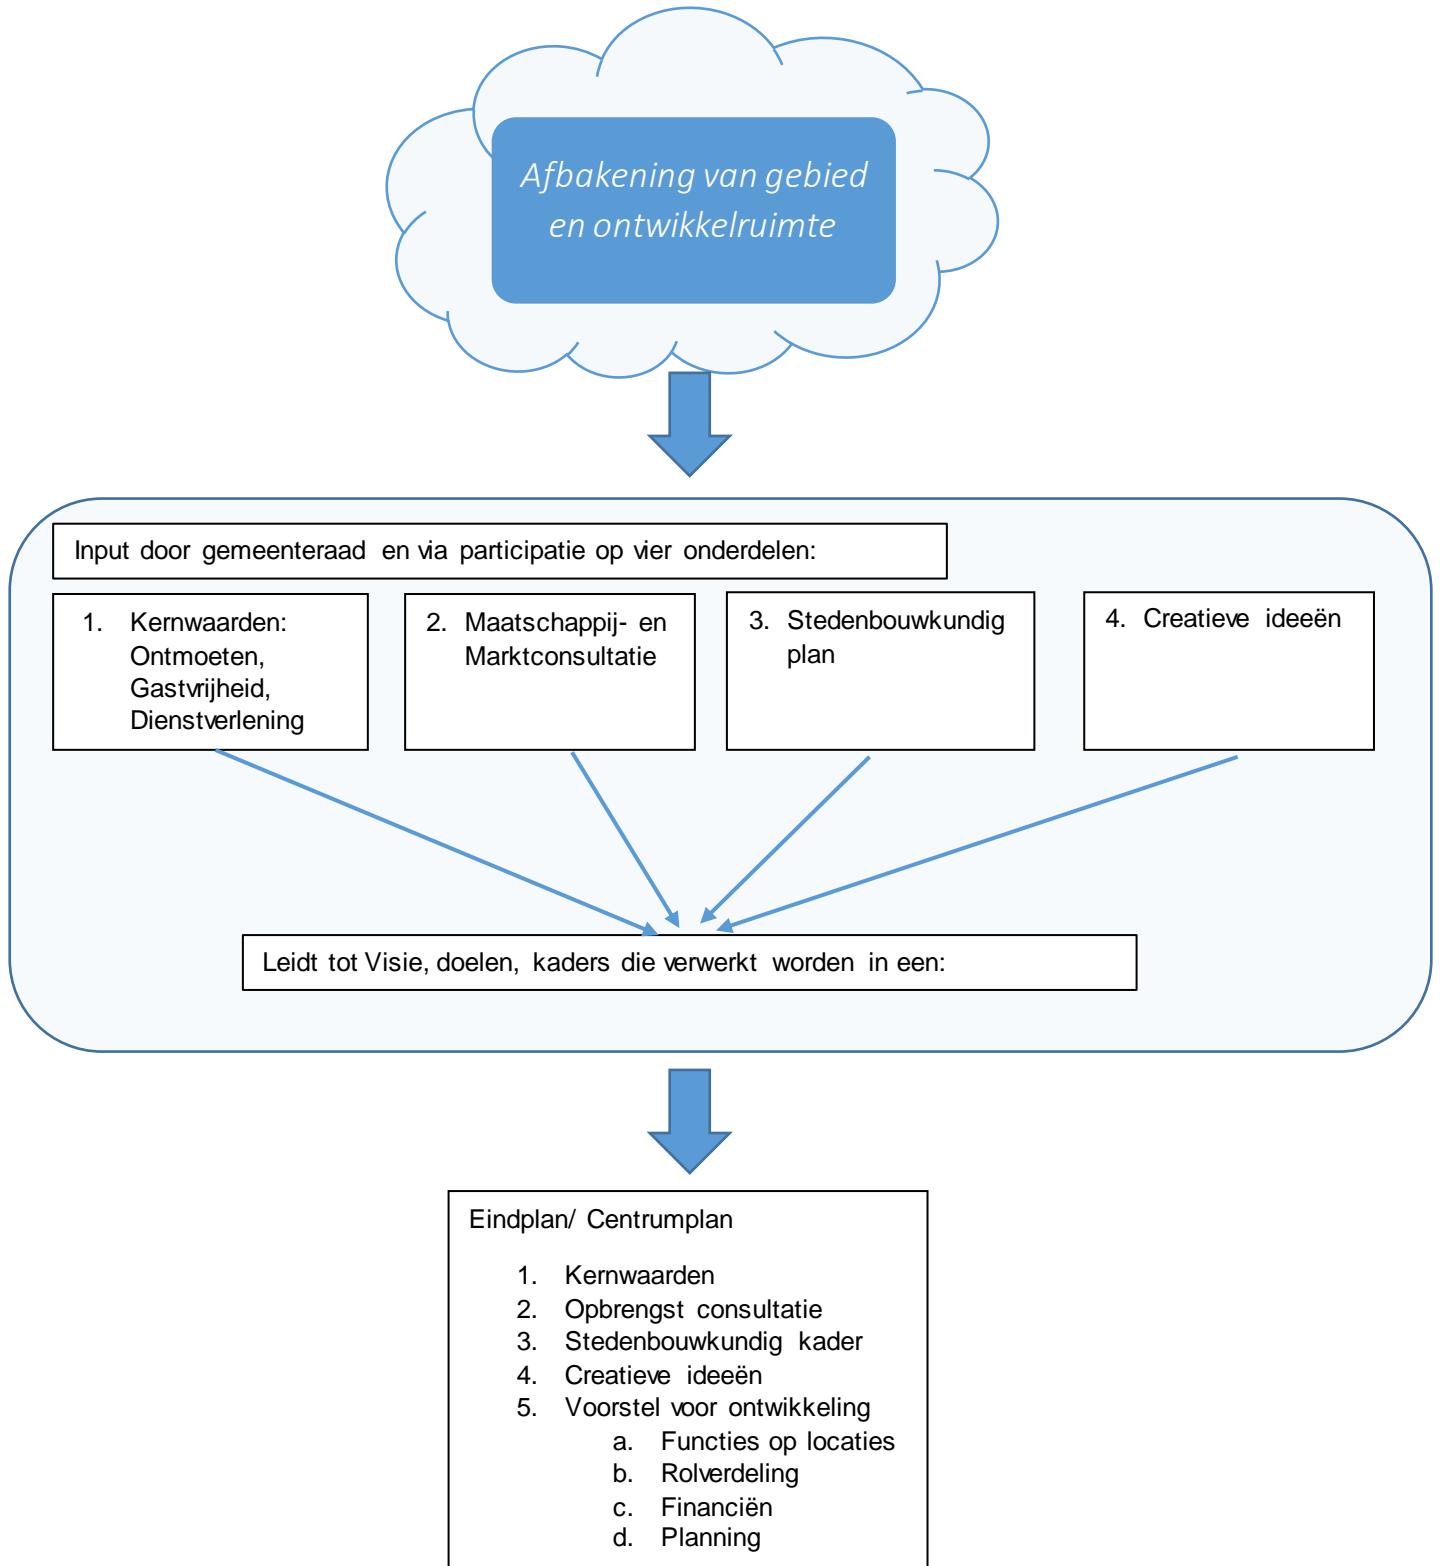 Afbakening van gebied
en ontwikkelruimte
Input door gemeenteraad en via participatie op vier onderdelen:
1. Kernwaarden:
Ontmoeten,
Gastvrijheid,
Dienstverlening
2. Maatschappij- en
Marktconsultatie
3. Stedenbouwkundig
plan
4. Creatieve ideeën
Leidt tot Visie, doelen, kaders die verwerkt worden in een:
Eindplan/ Centrumplan
1. Kernwaarden
2. Opbrengst consultatie
3. Stedenbouwkundig kader
4. Creatieve ideeën
5. Voorstel voor ontwikkeling
a. Functies op locaties
b. Rolverdeling
c. Financiën
d. Planning